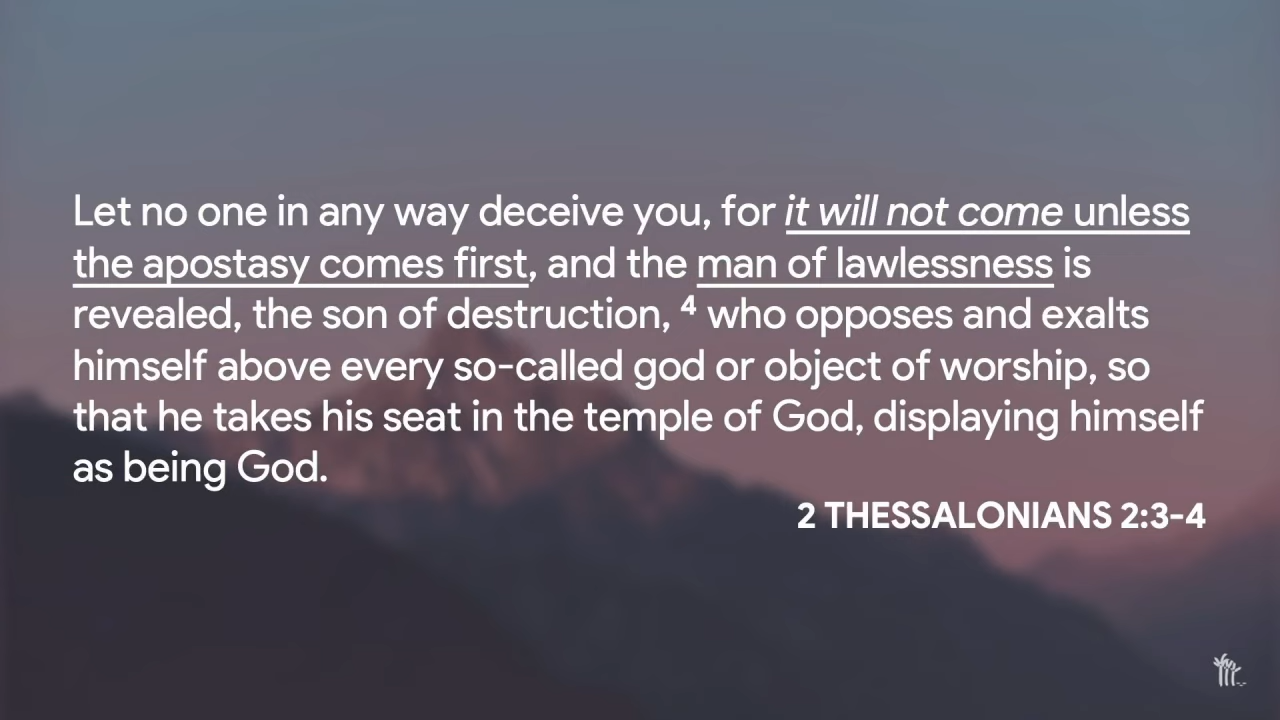 Let no one in any way deceive you, for it will not come unless
the apostasy comes first, and the man of lawlessness is
revealed, the son of destruction, ⁴ who opposes and exalts
himself above every so-called god or object of worship, so
that he takes his seat in the temple of God, displaying himself
as being God.
2 THESSALONIANS 2:3-4